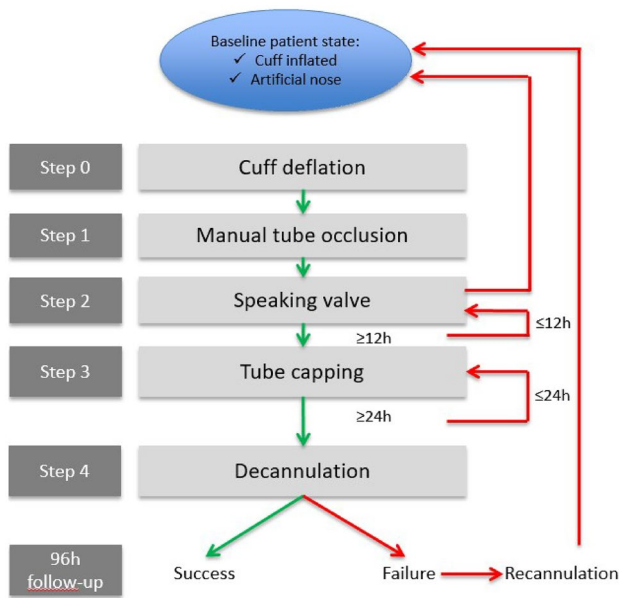 Baseline patient state:
✓ Cuff inflated
✓ Artificial nose
Step 0
Cuff deflation
Step 1
Manual tube occlusion
Step 2
Speaking valve
≤12h
≥12h
Step 3
Tube capping
≤24h
≥24h
Step 4
Decannulation
96h
follow-up
Success
Failure
Recannulation